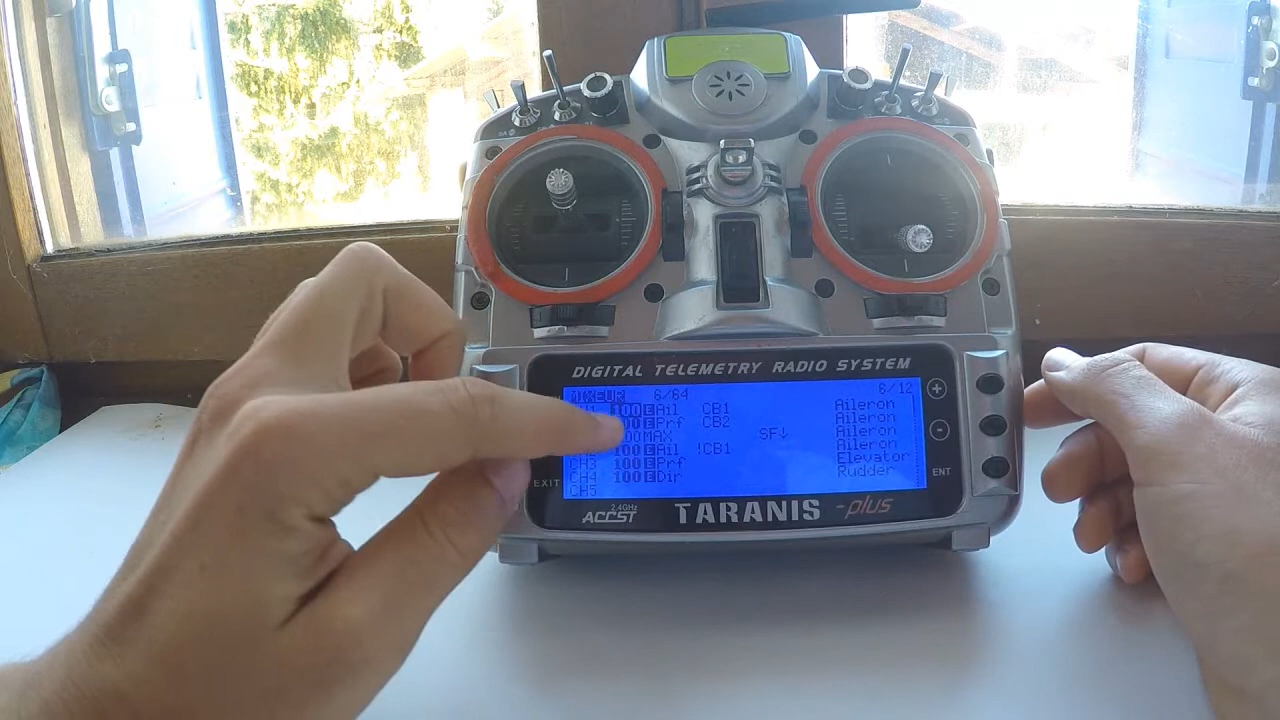 DIGITAL TELEMETRY RADIO SYSTEM
MIXEUR 6/64 6/12
100 Ail CB1 Aileron
Prf CB2 Aileron
MAX SF↓ Aileron
100 Ail !CB1 Aileron
CH3 100 Prf Elevator
CH4 100 Dir Rudder
CH5
+
-
EXIT
ENT
2.4GHz
ACCST
TARANIS -plus